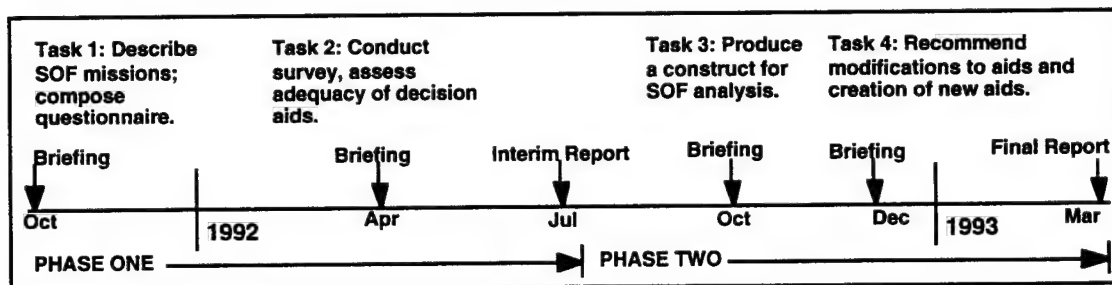 Task 1: Describe
SOF missions;
compose
questionnaire.
Task 2: Conduct
survey, assess
adequacy of decision
aids.
Task 3: Produce
a construct for
SOF analysis.
Task 4: Recommend
modifications to aids and
creation of new aids.
Briefing
Briefing
Interim Report
Briefing
Briefing
Final Report
Oct
1992
Apr
Jul
Oct
Dec
1993
Mar
PHASE ONE
PHASE TWO